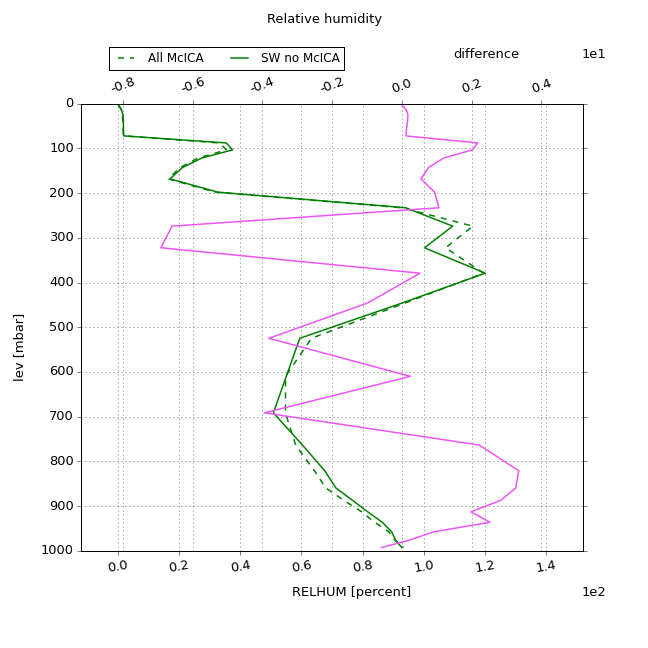 Relative humidity
All McICA SW no McICA difference 1e1
-0.8 -0.6 -0.4 -0.2 0.0 0.2 0.4
0
100
200
300
400
500
600
700
800
900
1000
lev [mbar]
0.0 0.2 0.4 0.6 0.8 1.0 1.2 1.4
RELHUM [percent] 1e2